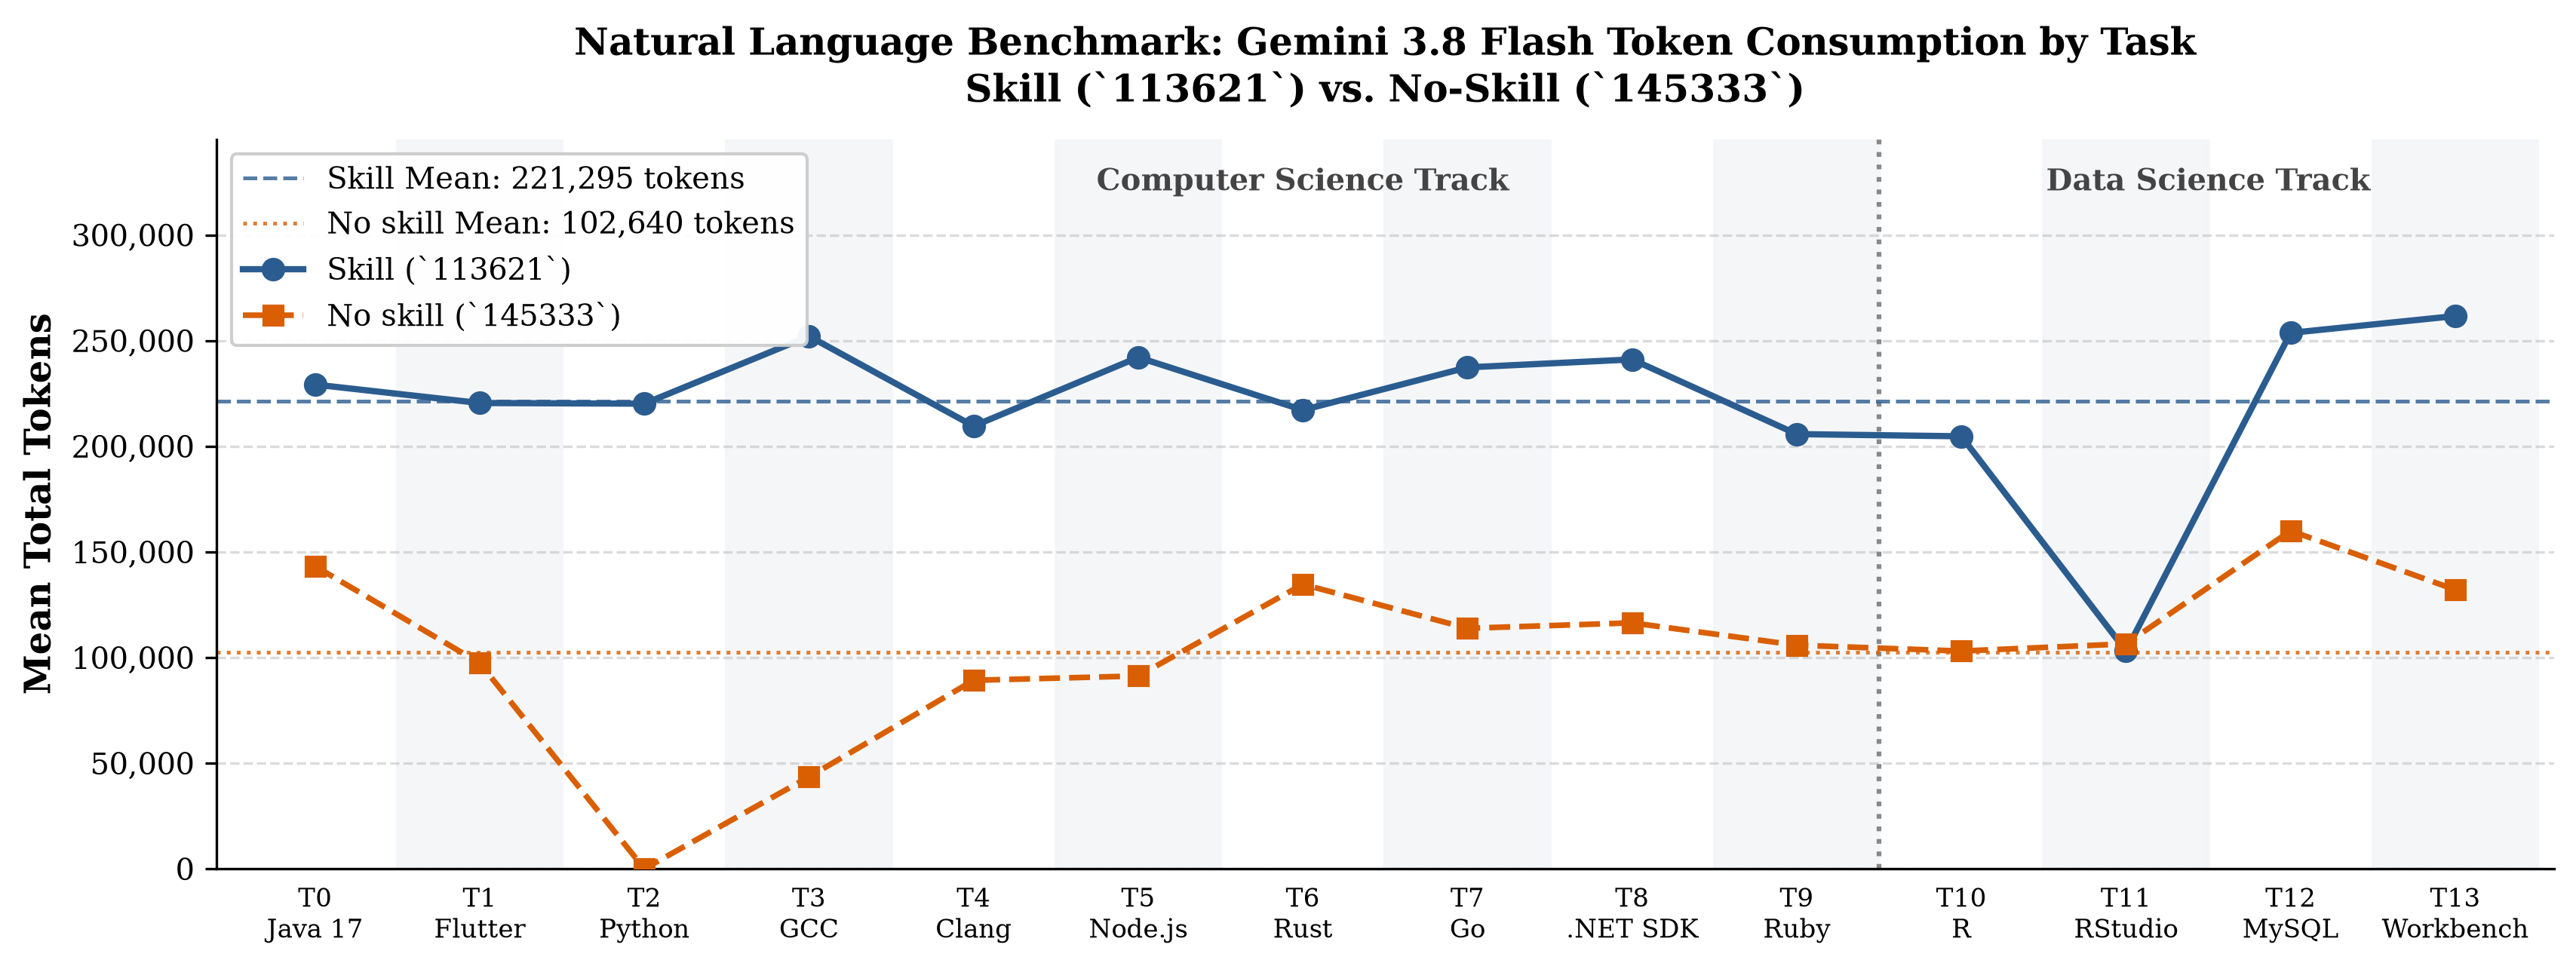 Natural Language Benchmark: Gemini 3.8 Flash Token Consumption by Task
Skill (`113621`) vs. No-Skill (`145333`)
Skill Mean: 221,295 tokens
No skill Mean: 102,640 tokens
Skill (`113621`)
No skill (`145333`)
Computer Science Track
Data Science Track
Mean Total Tokens
300,000
250,000
200,000
150,000
100,000
50,000
0
T0 T1 T2 T3 T4 T5 T6 T7 T8 T9 T10 T11 T12 T13
Java 17 Flutter Python GCC Clang Node.js Rust Go .NET SDK Ruby R RStudio MySQL Workbench